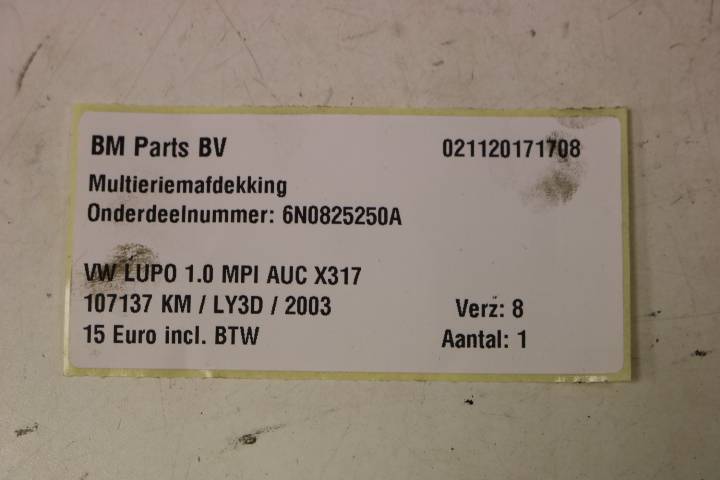 BM Parts BV 021120171708
Multieriemafdekking
Onderdeelnummer: 6N0825250A
VW LUPO 1.0 MPI AUC X317
107137 KM / LY3D / 2003 Verz: 8
15 Euro incl. BTW Aantal: 1